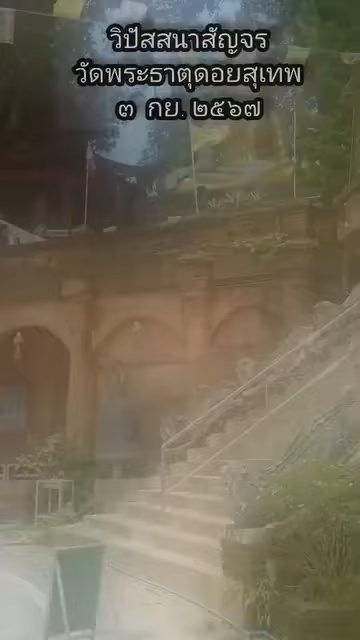 วิปัสสนาสัญจร
วัดพระธาตุดอยสุเทพ
๓ กย. ๒๕๖๗